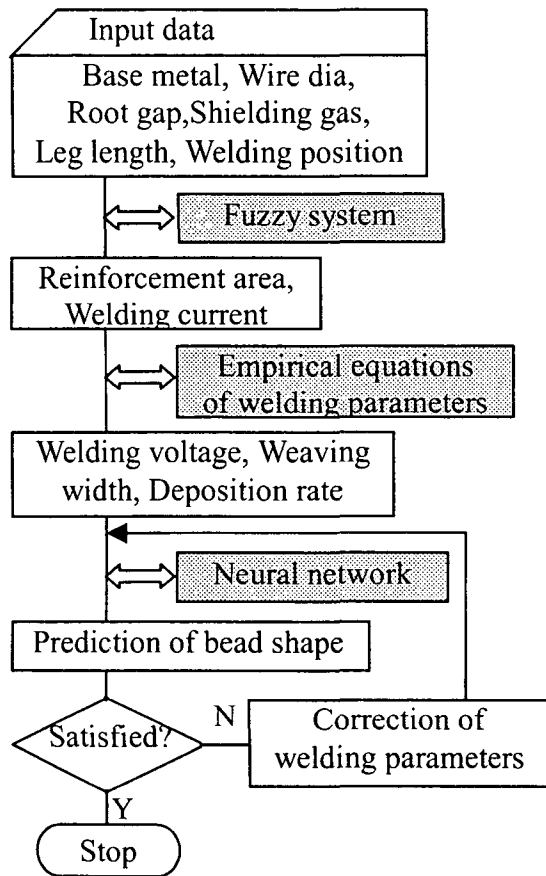 Input data
Base metal, Wire dia,
Root gap,Shielding gas,
Leg length, Welding position
Fuzzy system
Reinforcement area,
Welding current
Empirical equations
of welding parameters
Welding voltage, Weaving
width, Deposition rate
Neural network
Prediction of bead shape
Satisfied?
N
Correction of
welding parameters
Y
Stop